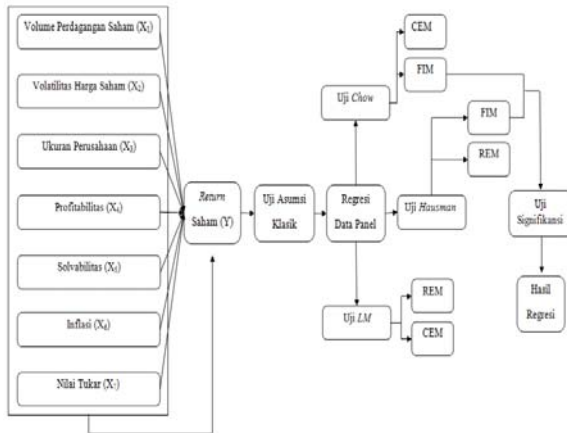 Volume Perdagangan Saham (X1)
Volatilitas Harga Saham (X2)
Ukuran Perusahaan (X3)
Profitabilitas (X4)
Solvabilitas (X5)
Inflasi (X6)
Nilai Tukar (X7)
Return
Saham (Y)
Uji Asumsi
Klasik
Regresi
Data Panel
Uji Chow
CEM
FIM
Uji Hausman
FIM
REM
Uji LM
REM
CEM
Uji
Signifikansi
Hasil
Regresi